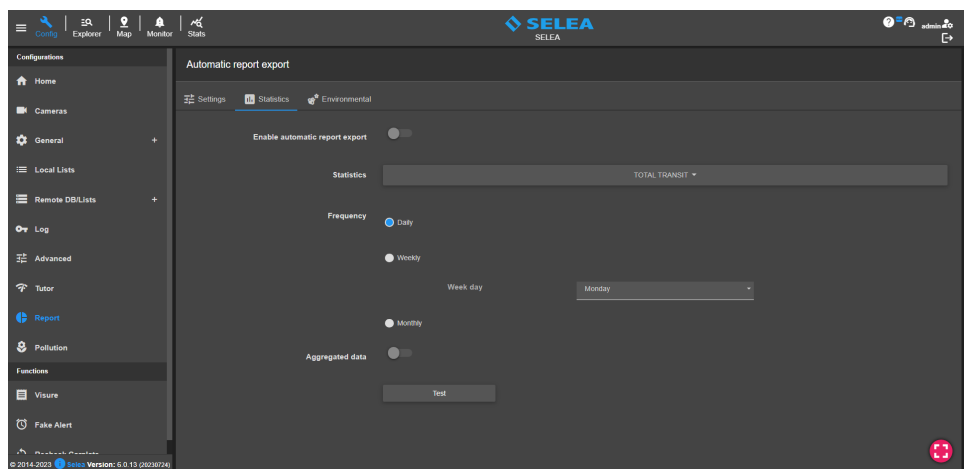 Config
Explorer
Map
Monitor
Stats
SELEA
SELEA
admin
Configurations
Home
Cameras
General +
Local Lists
Remote DB/Lists +
Log
Advanced
Tutor
Report
Pollution
Functions
Visure
Fake Alert
© 2014-2023 Selea Version: 6.0.13 (20230724)
Automatic report export
Settings
Statistics
Environmental
Enable automatic report export
Statistics
TOTAL TRANSIT
Frequency
Daily
Weekly
Week day
Monday
Monthly
Aggregated data
Test